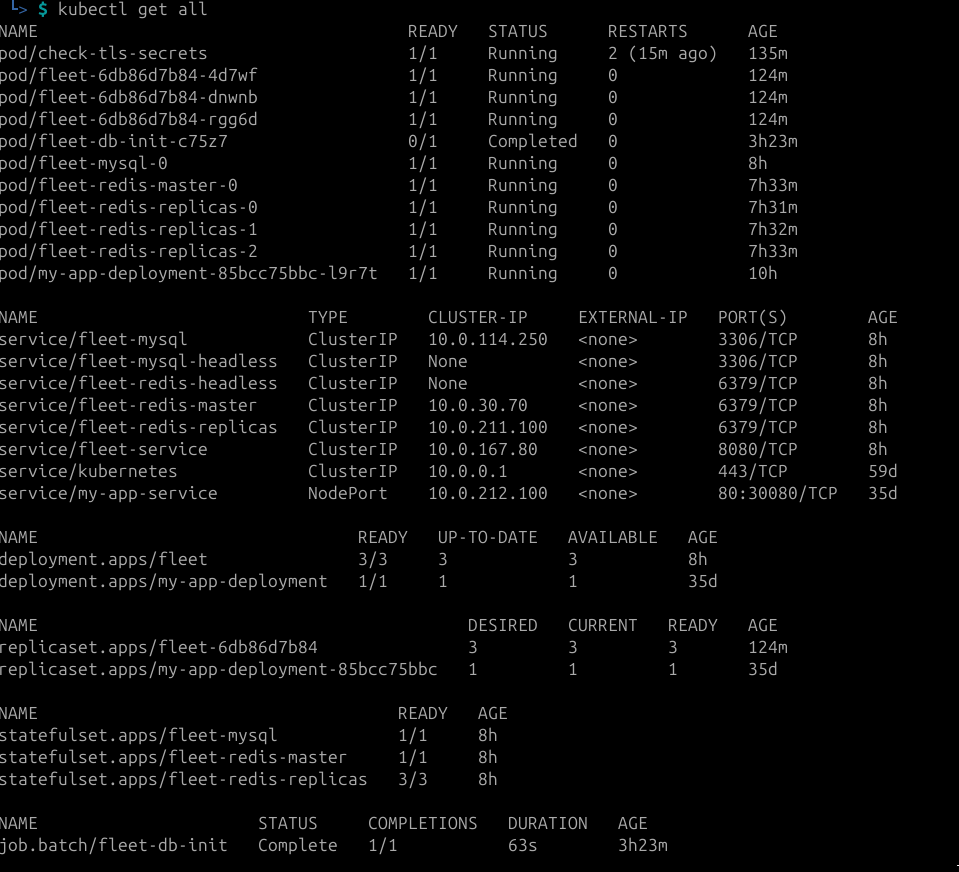 └> $ kubectl get all
NAME READY STATUS RESTARTS AGE
pod/check-tls-secrets 1/1 Running 2 (15m ago) 135m
pod/fleet-6db86d7b84-4d7wf 1/1 Running 0 124m
pod/fleet-6db86d7b84-dnwnb 1/1 Running 0 124m
pod/fleet-6db86d7b84-rgg6d 1/1 Running 0 124m
pod/fleet-db-init-c75z7 0/1 Completed 0 3h23m
pod/fleet-mysql-0 1/1 Running 0 8h
pod/fleet-redis-master-0 1/1 Running 0 7h33m
pod/fleet-redis-replicas-0 1/1 Running 0 7h31m
pod/fleet-redis-replicas-1 1/1 Running 0 7h32m
pod/fleet-redis-replicas-2 1/1 Running 0 7h33m
pod/my-app-deployment-85bcc75bbc-l9r7t 1/1 Running 0 10h
NAME TYPE CLUSTER-IP EXTERNAL-IP PORT(S) AGE
service/fleet-mysql ClusterIP 10.0.114.250 <none> 3306/TCP 8h
service/fleet-mysql-headless ClusterIP None <none> 3306/TCP 8h
service/fleet-redis-headless ClusterIP None <none> 6379/TCP 8h
service/fleet-redis-master ClusterIP 10.0.30.70 <none> 6379/TCP 8h
service/fleet-redis-replicas ClusterIP 10.0.211.100 <none> 6379/TCP 8h
service/fleet-service ClusterIP 10.0.167.80 <none> 8080/TCP 8h
service/kubernetes ClusterIP 10.0.0.1 <none> 443/TCP 59d
service/my-app-service NodePort 10.0.212.100 <none> 80:30080/TCP 35d
NAME READY UP-TO-DATE AVAILABLE AGE
deployment.apps/fleet 3/3 3 3 8h
deployment.apps/my-app-deployment 1/1 1 1 35d
NAME DESIRED CURRENT READY AGE
replicaset.apps/fleet-6db86d7b84 3 3 3 124m
replicaset.apps/my-app-deployment-85bcc75bbc 1 1 1 35d
NAME READY AGE
statefulset.apps/fleet-mysql 1/1 8h
statefulset.apps/fleet-redis-master 1/1 8h
statefulset.apps/fleet-redis-replicas 3/3 8h
NAME STATUS COMPLETIONS DURATION AGE
job.batch/fleet-db-init Complete 1/1 63s 3h23m